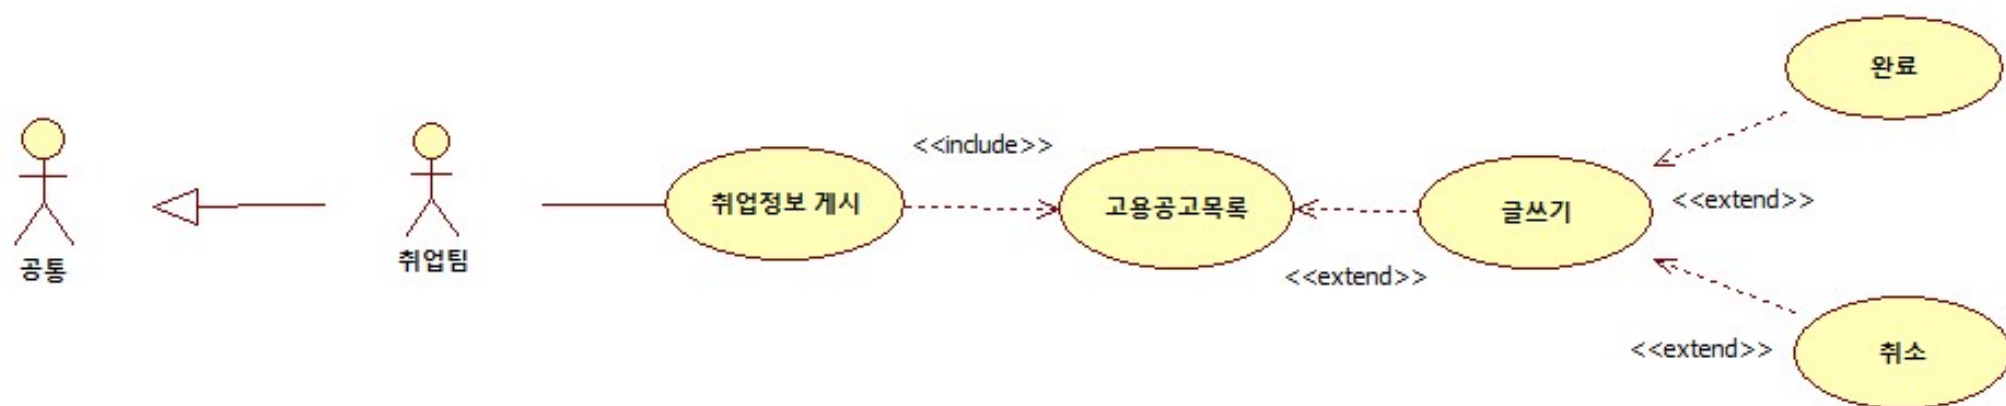 공통
취업팀
취업정보 게시
<<include>>
고용공고목록
<<extend>>
글쓰기
<<extend>>
완료
<<extend>>
취소